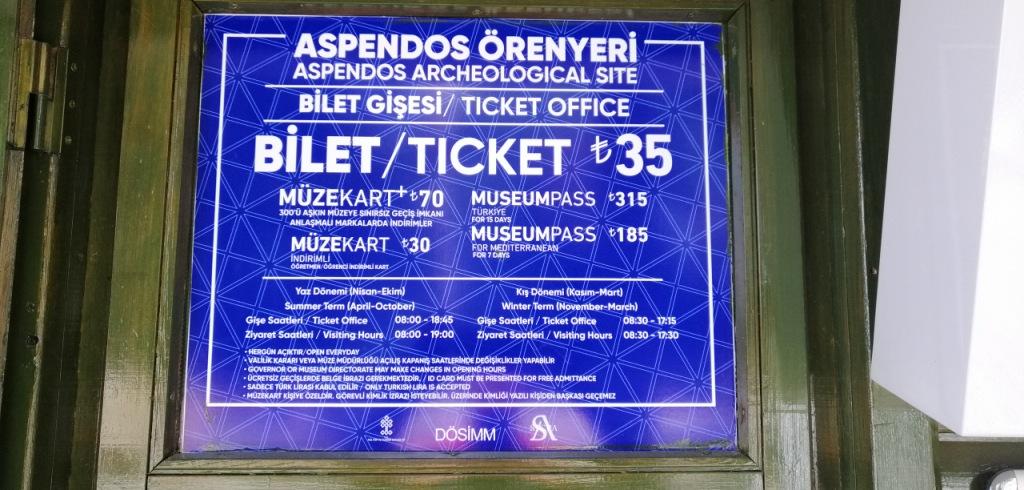 ASPENDOS ÖRENYERİ
ASPENDOS ARCHEOLOGICAL SITE
BİLET GİŞESİ / TICKET OFFICE
BİLET / TICKET ₺35
MÜZEKART+ ₺70
300'Ü AŞKIN MÜZEYE SINIRSIZ GEÇİŞ İMKANI
ANLAŞMALI MARKALARDA İNDİRİMLER
MÜZEKART ₺30
İNDİRİMLİ
ÖĞRETMEN/ÖĞRENCİ İNDİRİMLİ KART
MUSEUMPASS ₺315
TÜRKİYE
FOR 15 DAYS
MUSEUMPASS ₺185
FOR MEDITERRANEAN
FOR 7 DAYS
Yaz Dönemi (Nisan-Ekim)
Summer Term (April-October)
Gişe Saatleri / Ticket Office 08:00 - 18:45
Ziyaret Saatleri / Visiting Hours 08:00 - 19:00
Kış Dönemi (Kasım-Mart)
Winter Term (November-March)
Gişe Saatleri / Ticket Office 08:30 - 17:15
Ziyaret Saatleri / Visiting Hours 08:30 - 17:30
• HERGÜN AÇIKTIR/OPEN EVERYDAY
• VALİLİK KARARI VEYA MÜZE MÜDÜRLÜĞÜ AÇILIŞ KAPANIŞ SAATLERİNDE DEĞİŞİKLİKLER YAPABİLİR
• GOVERNOR OR MUSEUM DIRECTORATE MAY MAKE CHANGES IN OPENING HOURS
• ÜCRETSİZ GEÇİŞLERDE BELGE İBRAZI GEREKMEKTEDİR. / ID CARD MUST BE PRESENTED FOR FREE ADMITTANCE
• SADECE TÜRK LİRASI KABUL EDİLİR / ONLY TURKISH LIRA IS ACCEPTED
• MÜZEKART KİŞİYE ÖZELDİR. GÖREVLİ KİMLİK İZRAZI İSTEYEBİLİR. ÜZERİNDE KİMLİĞİ YAZILI KİŞİDEN BAŞKASI GEÇEMEZ
DÖSİMM